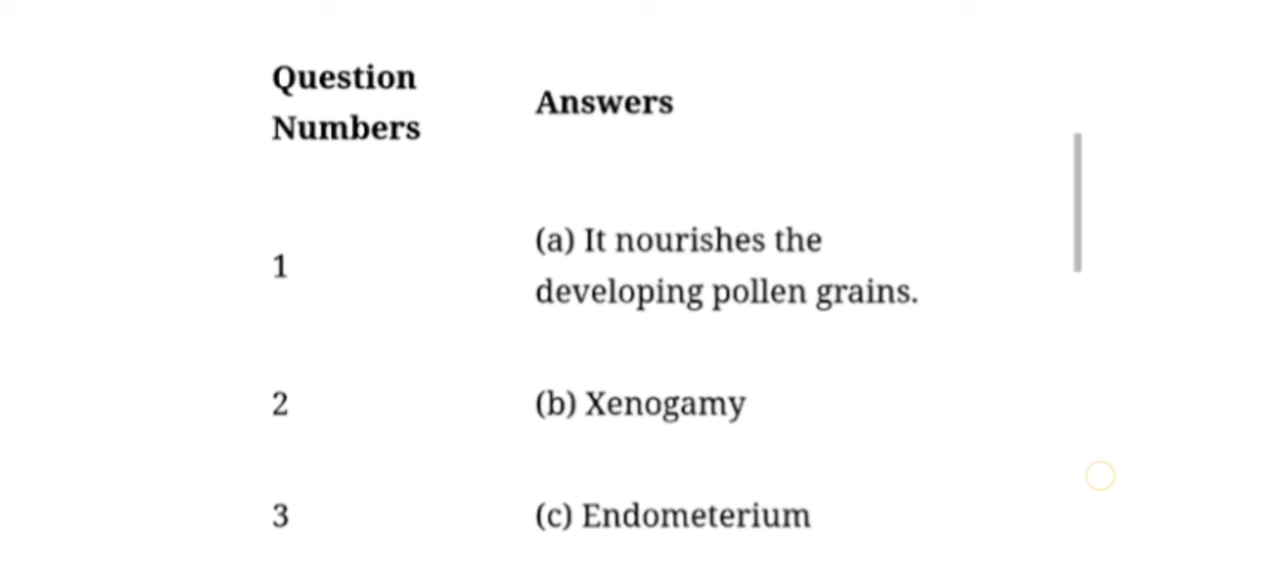 Question
Numbers
Answers
1
(a) It nourishes the
developing pollen grains.
2
(b) Xenogamy
3
(c) Endometerium